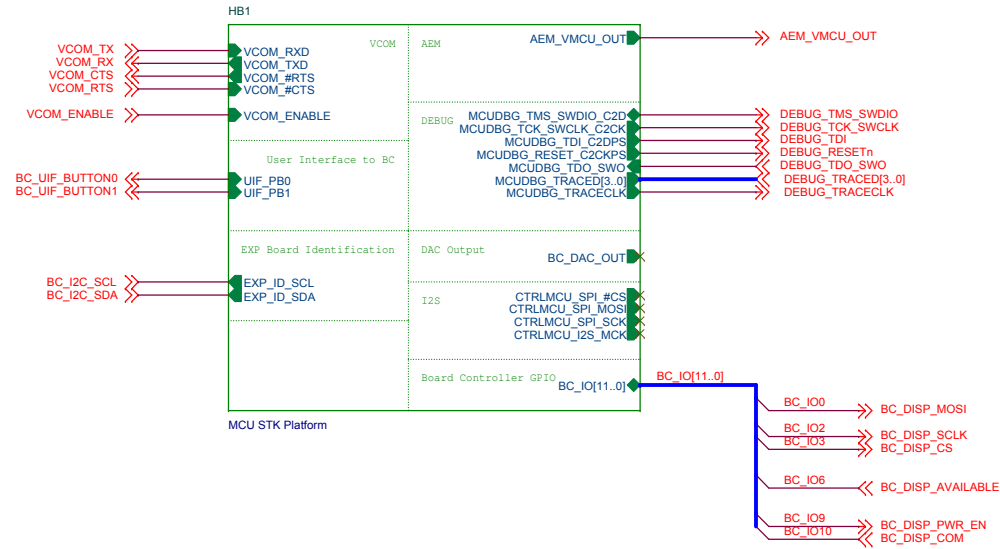 HB1
VCOM_TX
VCOM_RX
VCOM_CTS
VCOM_RTS
VCOM_ENABLE
BC_UIF_BUTTON0
BC_UIF_BUTTON1
BC_I2C_SCL
BC_I2C_SDA
VCOM
VCOM_RXD
VCOM_TXD
VCOM_#RTS
VCOM_#CTS
VCOM_ENABLE
User Interface to BC
UIF_PB0
UIF_PB1
EXP Board Identification
EXP_ID_SCL
EXP_ID_SDA
AEM
AEM_VMCU_OUT
DEBUG
MCUDBG_TMS_SWDIO_C2D
MCUDBG_TCK_SWCLK_C2CK
MCUDBG_TDI_C2DPS
MCUDBG_RESET_C2CKPS
MCUDBG_TDO_SWO
MCUDBG_TRACED[3..0]
MCUDBG_TRACECLK
DAC Output
BC_DAC_OUT
I2S
CTRLMCU_SPI_#CS
CTRLMCU_SPI_MOSI
CTRLMCU_SPI_SCK
CTRLMCU_I2S_MCK
Board Controller GPIO
BC_IO[11..0]
MCU STK Platform
AEM_VMCU_OUT
DEBUG_TMS_SWDIO
DEBUG_TCK_SWCLK
DEBUG_TDI
DEBUG_RESETn
DEBUG_TDO_SWO
DEBUG_TRACED[3..0]
DEBUG_TRACECLK
BC_IO[11..0]
BC_IO0
BC_DISP_MOSI
BC_IO2
BC_DISP_SCLK
BC_IO3
BC_DISP_CS
BC_IO6
BC_DISP_AVAILABLE
BC_IO9
BC_DISP_PWR_EN
BC_IO10
BC_DISP_COM